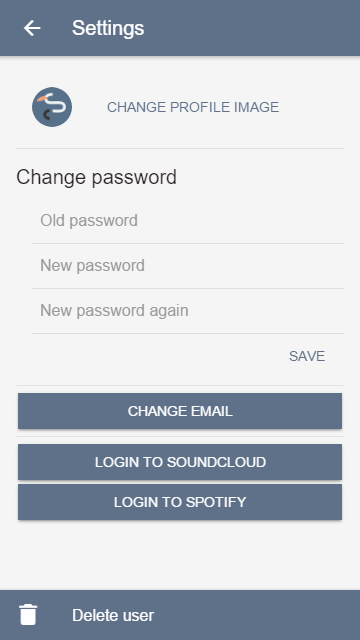 Settings
CHANGE PROFILE IMAGE
Change password
Old password
New password
New password again
SAVE
CHANGE EMAIL
LOGIN TO SOUNDCLOUD
LOGIN TO SPOTIFY
Delete user